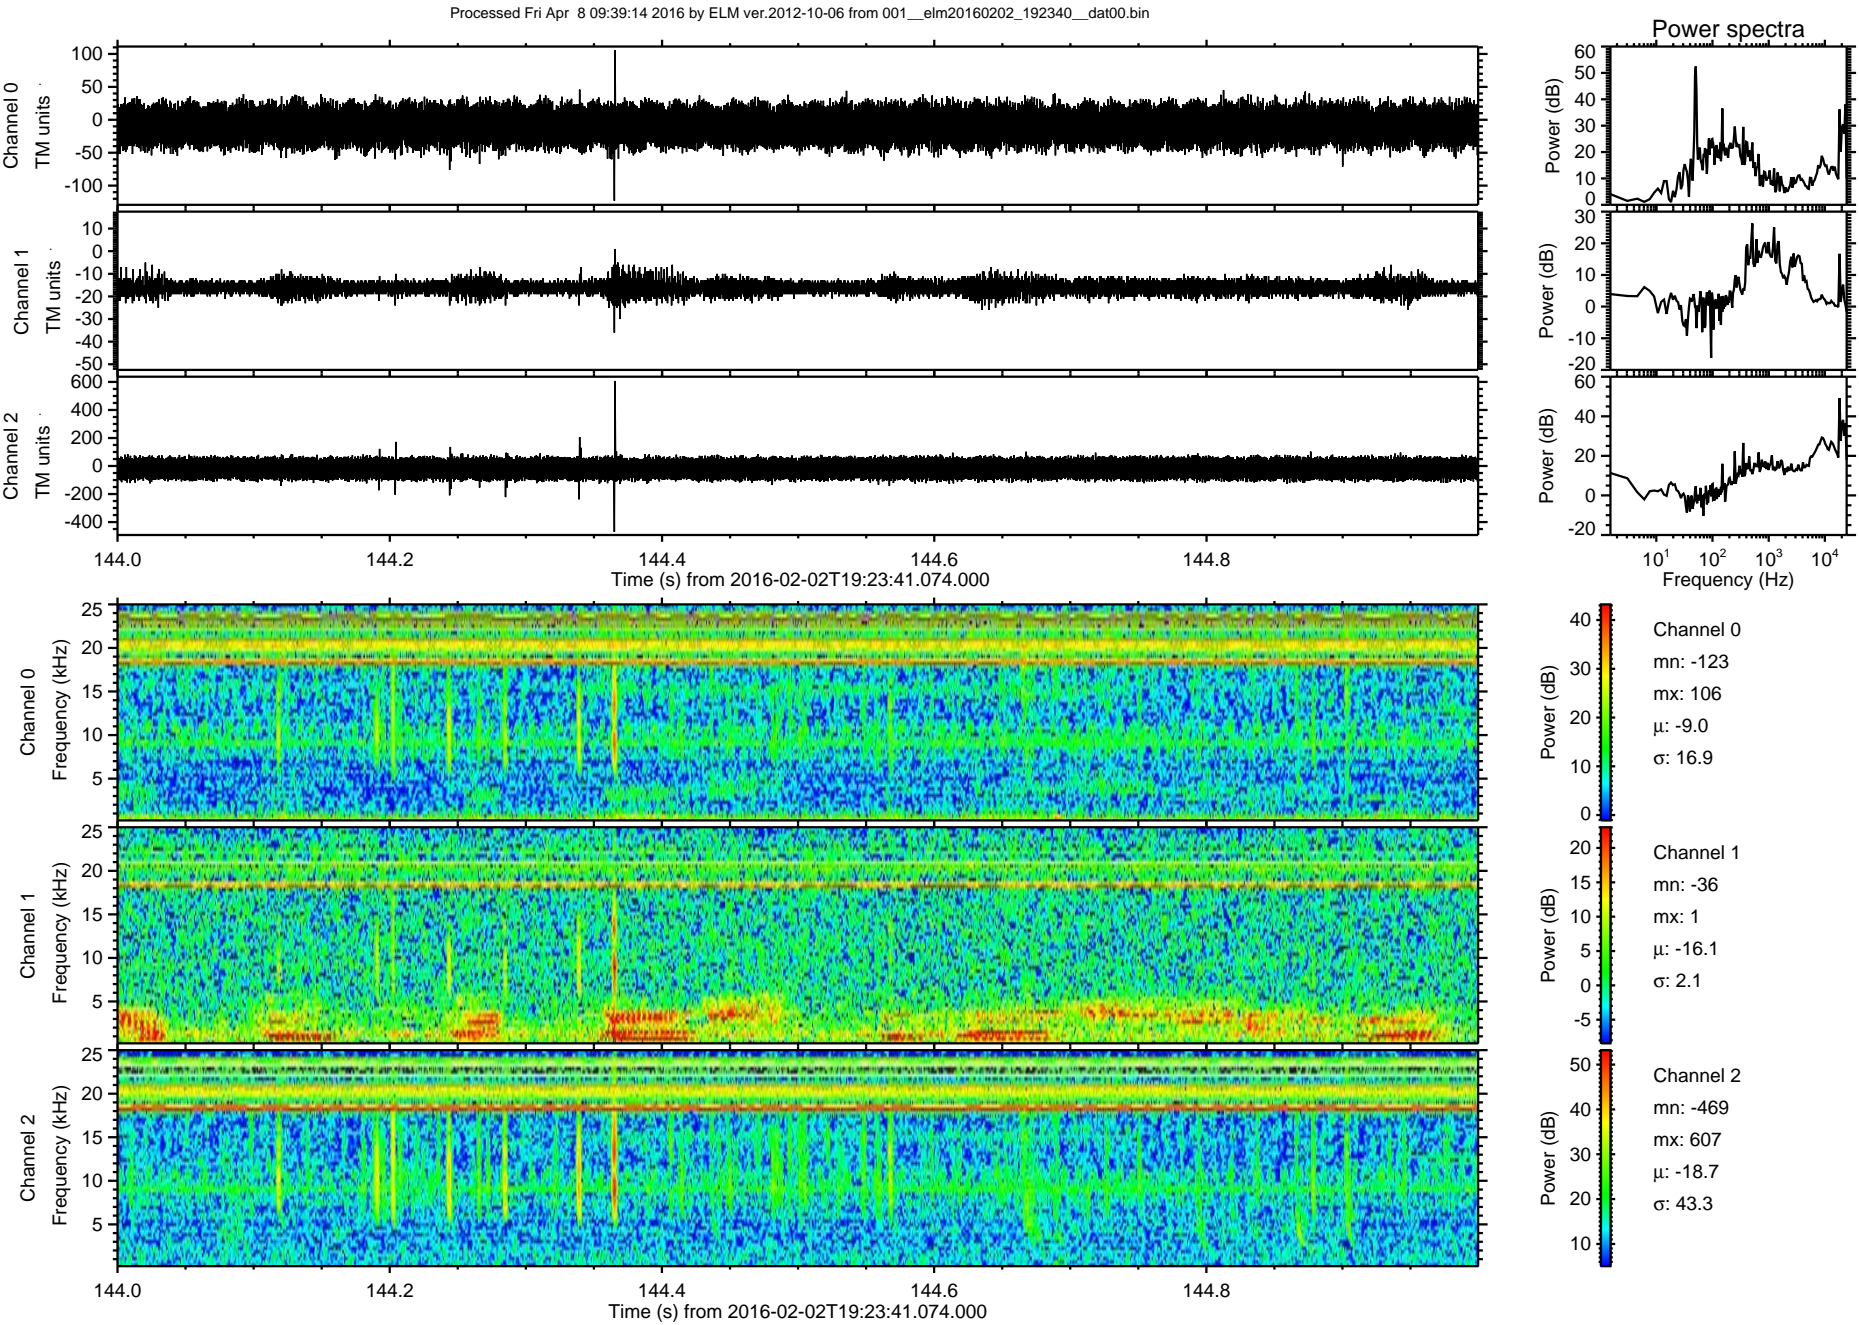 Processed Fri Apr  8 09:39:14 2016 by ELM ver.2012-10-06 from 001__elm20160202_192340__dat00.bin
Power spectra
Channel 0
TM units
100
50
0
-50
-100
Power (dB)
60
50
40
30
20
10
0
Channel 1
TM units
10
0
-10
-20
-30
-40
-50
Power (dB)
30
20
10
0
-10
-20
Channel 2
TM units
600
400
200
0
-200
-400
Power (dB)
60
40
20
0
-20
144.0 144.2 144.4 144.6 144.8
Time (s) from 2016-02-02T19:23:41.074.000
10¹ 10² 10³ 10⁴
Frequency (Hz)
Channel 0
Frequency (kHz)
25
20
15
10
5
Power (dB)
40
30
20
10
0
Channel 0
mn: -123
mx: 106
μ: -9.0
σ: 16.9
Channel 1
Frequency (kHz)
25
20
15
10
5
Power (dB)
20
15
10
5
0
-5
Channel 1
mn: -36
mx: 1
μ: -16.1
σ: 2.1
Channel 2
Frequency (kHz)
25
20
15
10
5
Power (dB)
50
40
30
20
10
Channel 2
mn: -469
mx: 607
μ: -18.7
σ: 43.3
144.0 144.2 144.4 144.6 144.8
Time (s) from 2016-02-02T19:23:41.074.000